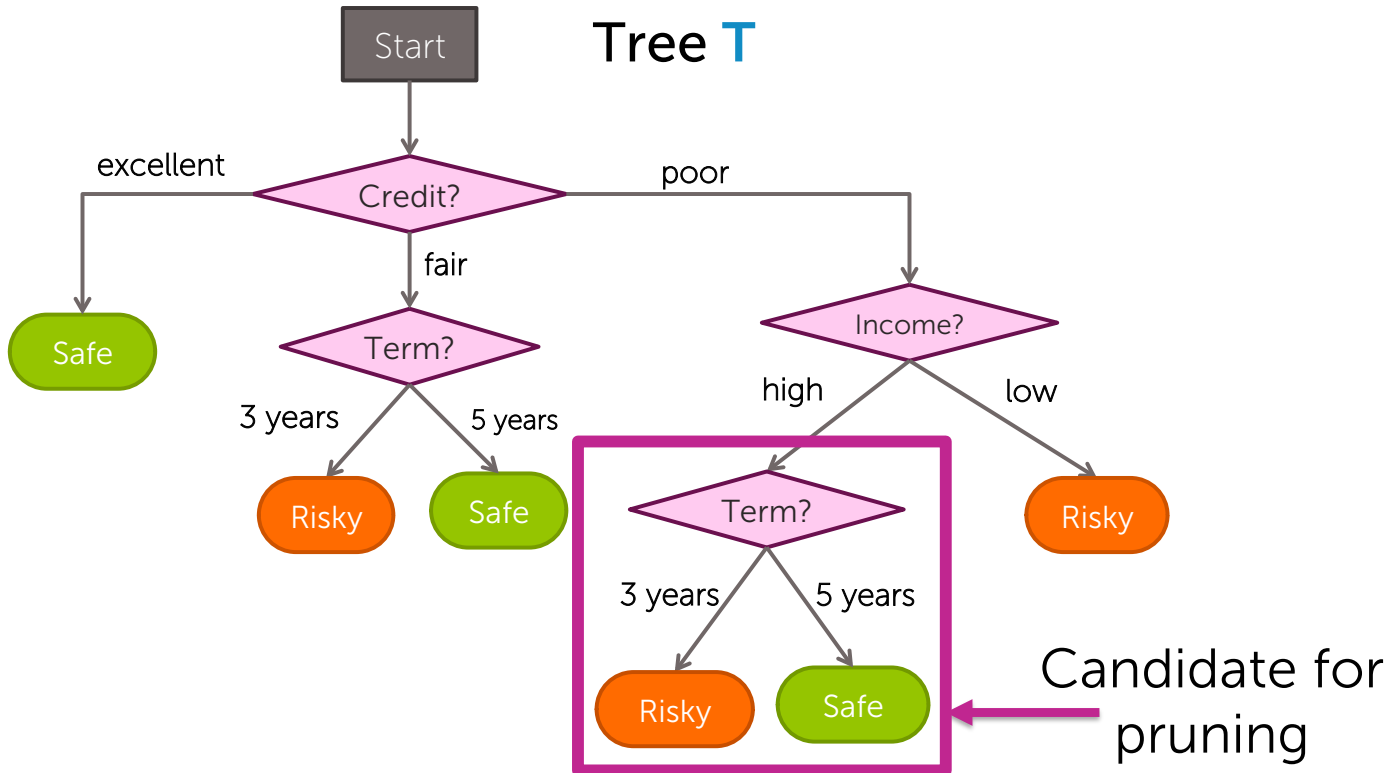 Start
Tree T
excellent
Credit?
poor
fair
Safe
Term?
Income?
3 years
5 years
high
low
Risky
Safe
Term?
Risky
3 years
5 years
Risky
Safe
Candidate for
pruning